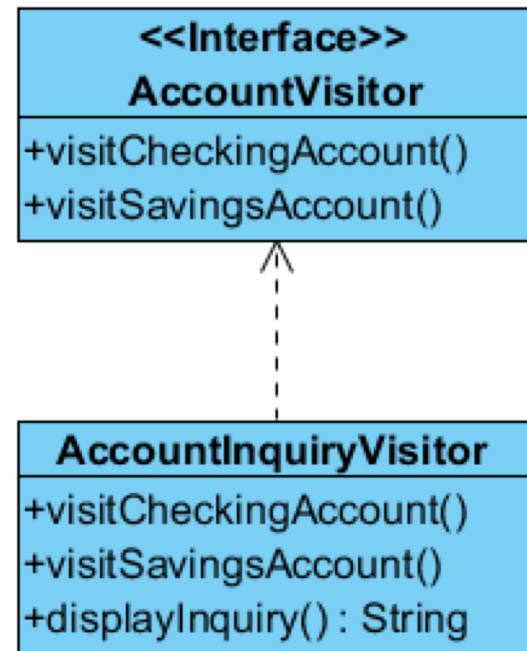 <<Interface>>
AccountVisitor
+visitCheckingAccount()
+visitSavingsAccount()
AccountInquiryVisitor
+visitCheckingAccount()
+visitSavingsAccount()
+displayInquiry() : String